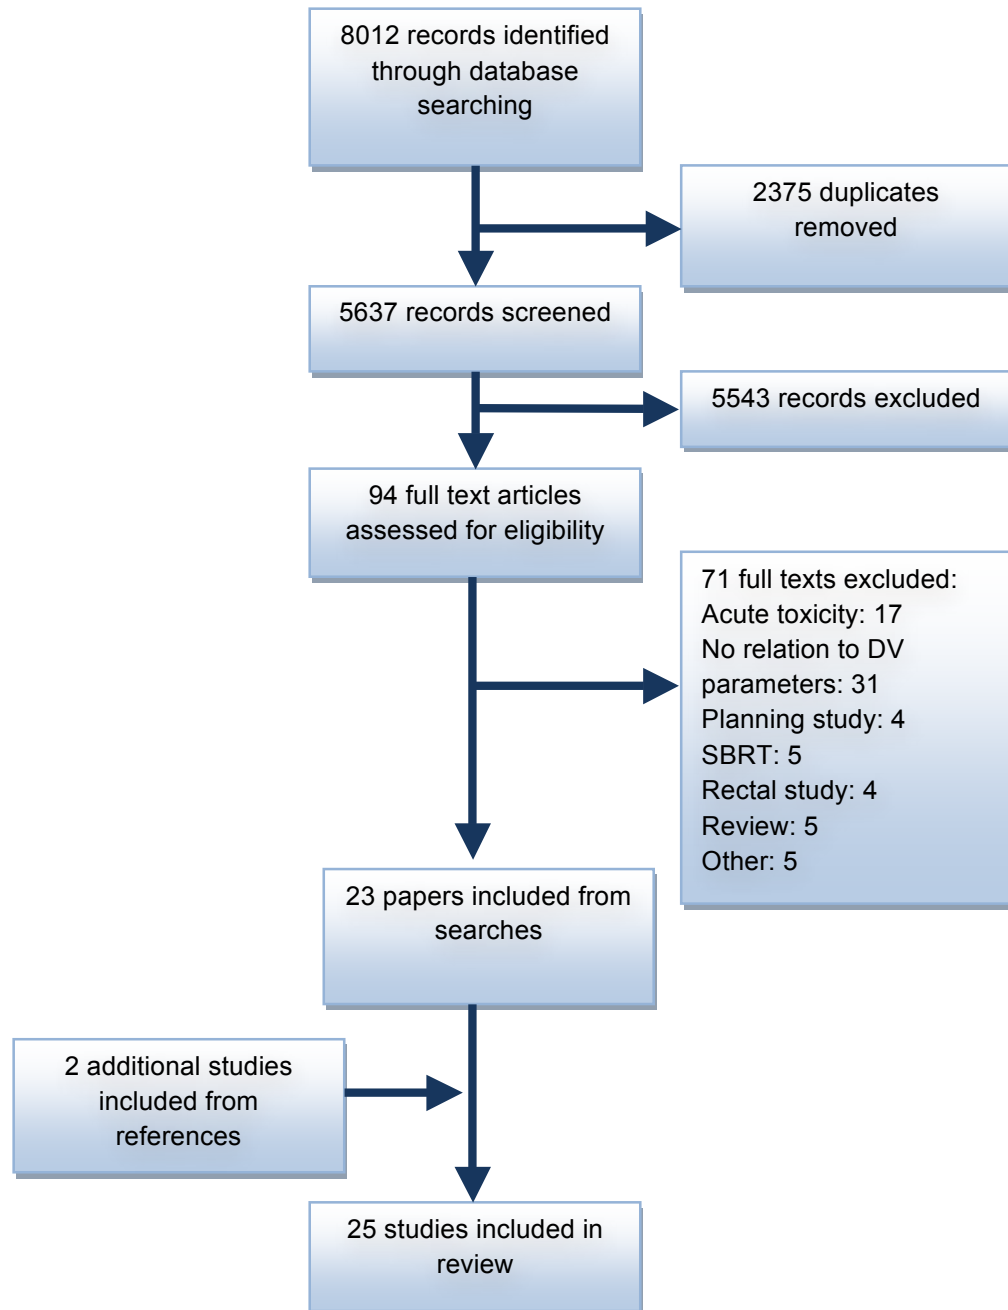 8012 records identified
through database
searching
2375 duplicates
removed
5637 records screened
5543 records excluded
94 full text articles
assessed for eligibility
71 full texts excluded:
Acute toxicity: 17
No relation to DV
parameters: 31
Planning study: 4
SBRT: 5
Rectal study: 4
Review: 5
Other: 5
23 papers included from
searches
2 additional studies
included from
references
25 studies included in
review